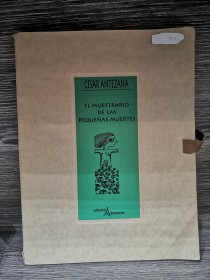 CESAR ANTEZANA
EL MUESTRARIO
DE LAS
PEQUEÑAS MUERTES